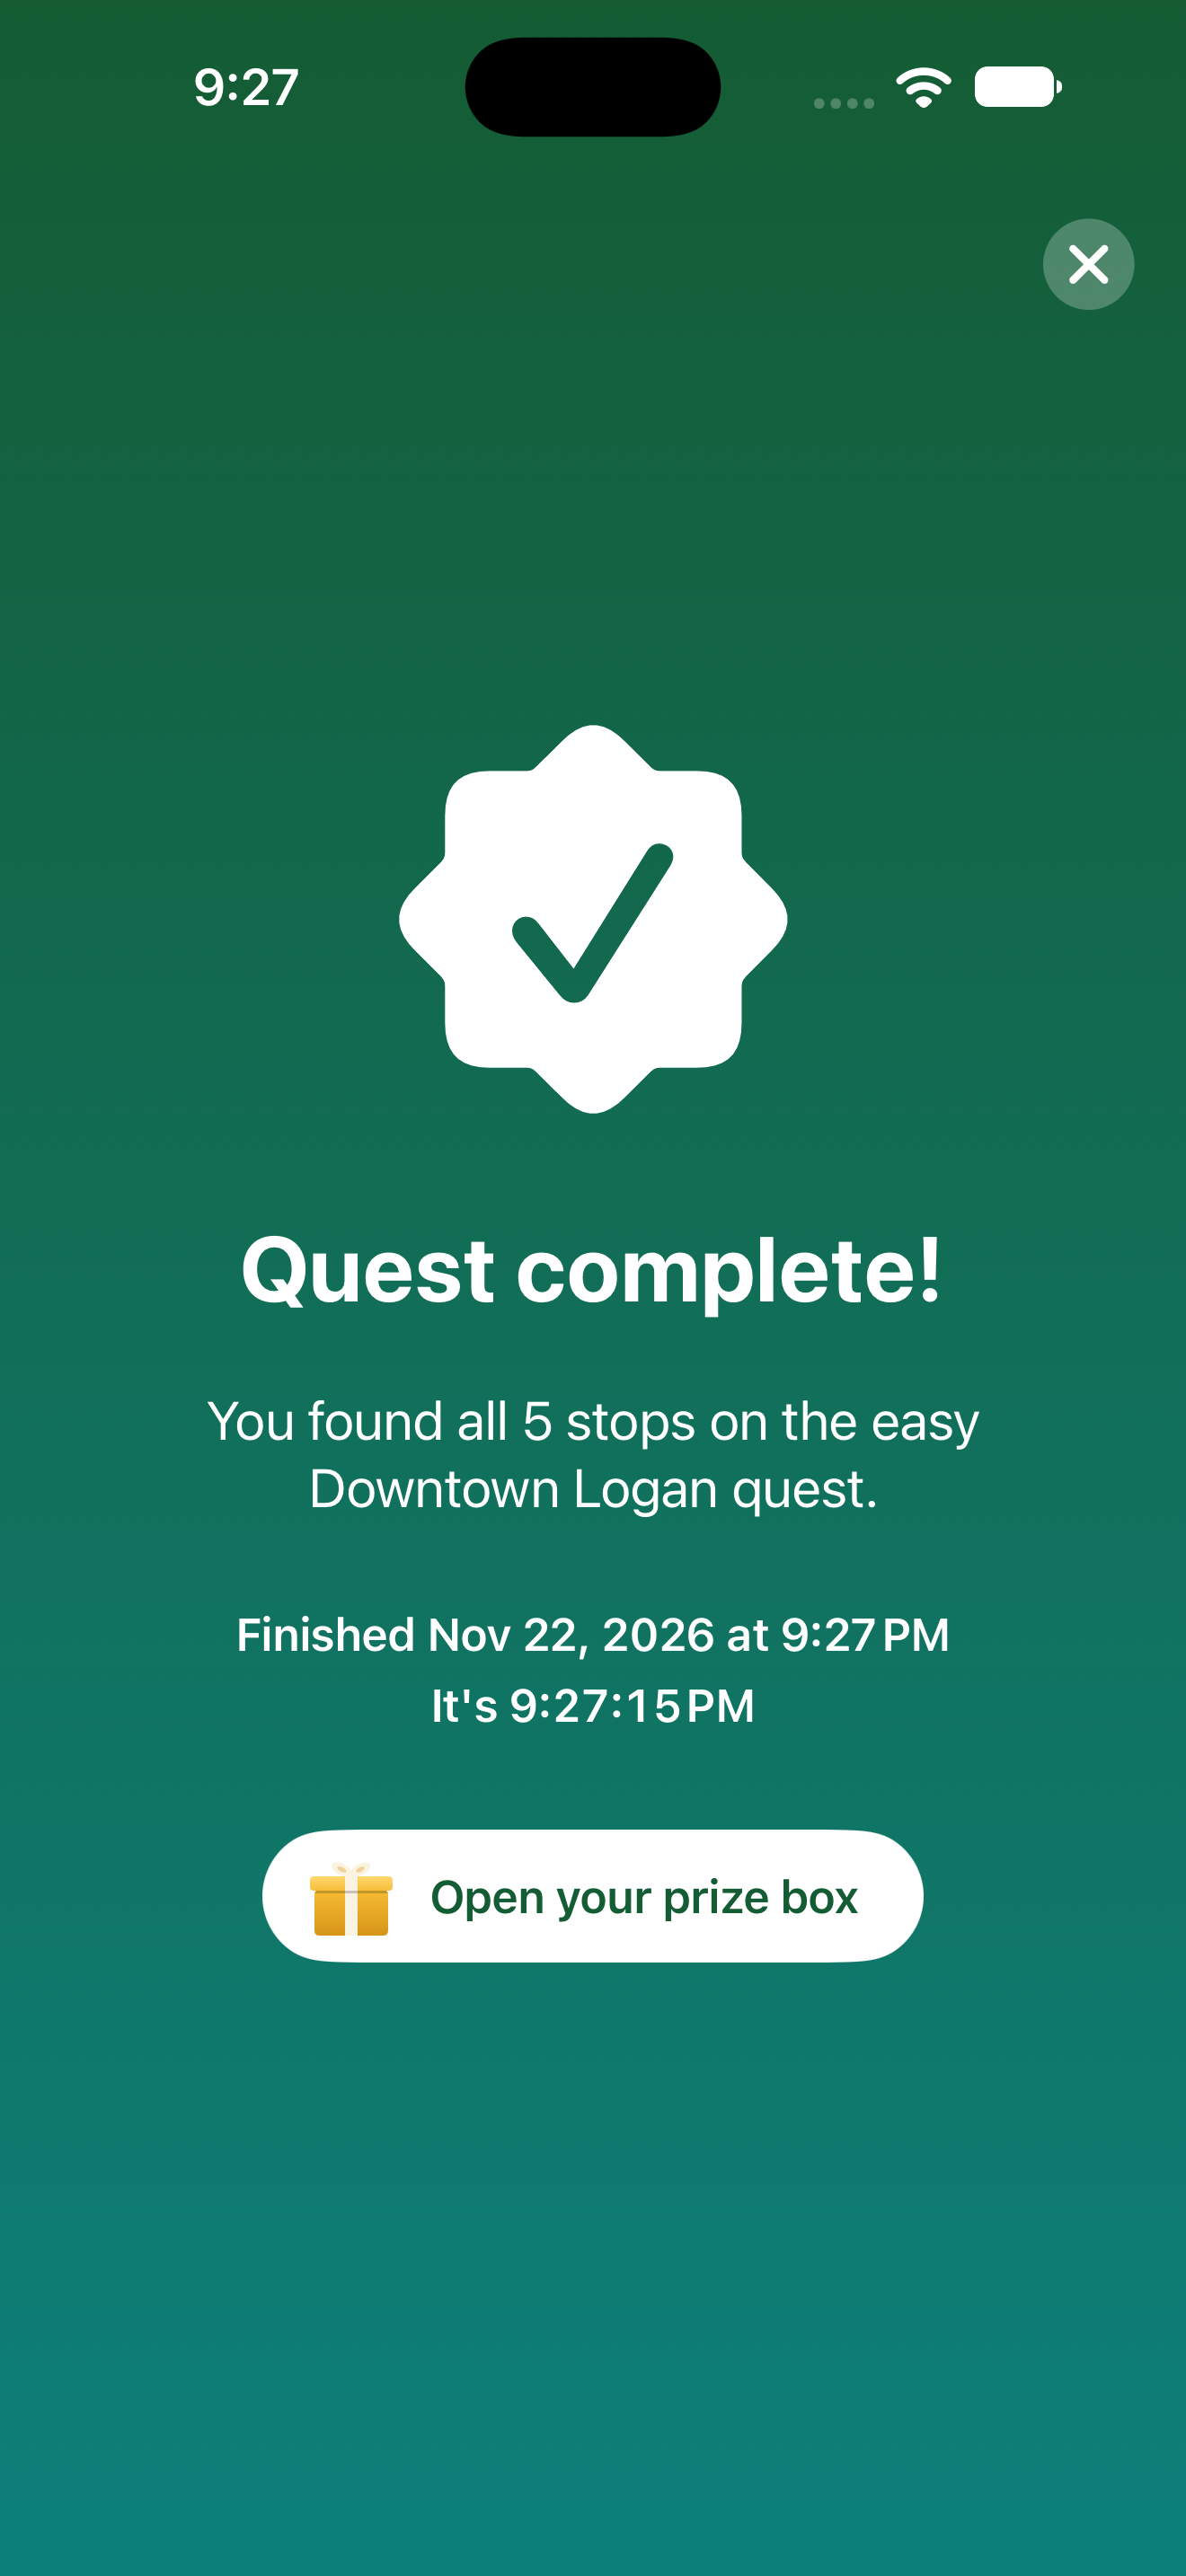 9:27
Quest complete!
You found all 5 stops on the easy
Downtown Logan quest.
Finished Nov 22, 2026 at 9:27 PM
It's 9:27:15 PM
Open your prize box